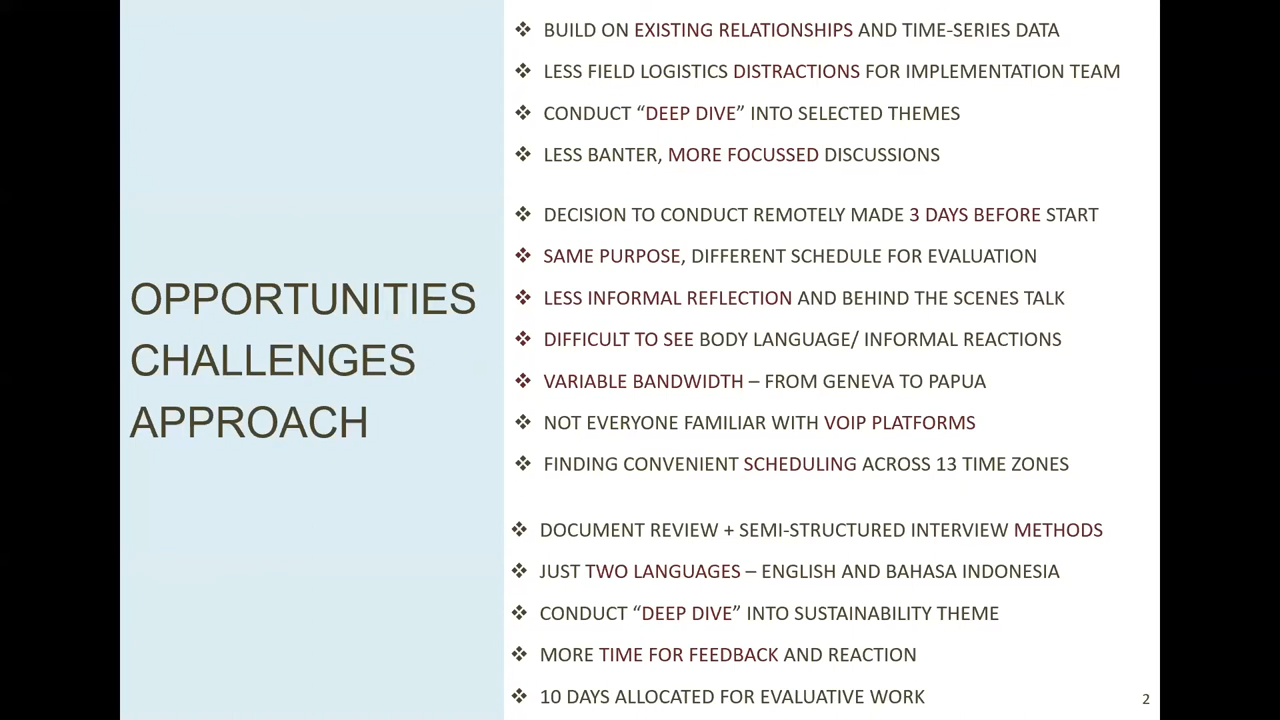 OPPORTUNITIES
CHALLENGES
APPROACH
❖ BUILD ON EXISTING RELATIONSHIPS AND TIME-SERIES DATA
❖ LESS FIELD LOGISTICS DISTRACTIONS FOR IMPLEMENTATION TEAM
❖ CONDUCT “DEEP DIVE” INTO SELECTED THEMES
❖ LESS BANTER, MORE FOCUSSED DISCUSSIONS
❖ DECISION TO CONDUCT REMOTELY MADE 3 DAYS BEFORE START
❖ SAME PURPOSE, DIFFERENT SCHEDULE FOR EVALUATION
❖ LESS INFORMAL REFLECTION AND BEHIND THE SCENES TALK
❖ DIFFICULT TO SEE BODY LANGUAGE/ INFORMAL REACTIONS
❖ VARIABLE BANDWIDTH – FROM GENEVA TO PAPUA
❖ NOT EVERYONE FAMILIAR WITH VOIP PLATFORMS
❖ FINDING CONVENIENT SCHEDULING ACROSS 13 TIME ZONES
❖ DOCUMENT REVIEW + SEMI-STRUCTURED INTERVIEW METHODS
❖ JUST TWO LANGUAGES – ENGLISH AND BAHASA INDONESIA
❖ CONDUCT “DEEP DIVE” INTO SUSTAINABILITY THEME
❖ MORE TIME FOR FEEDBACK AND REACTION
❖ 10 DAYS ALLOCATED FOR EVALUATIVE WORK
2